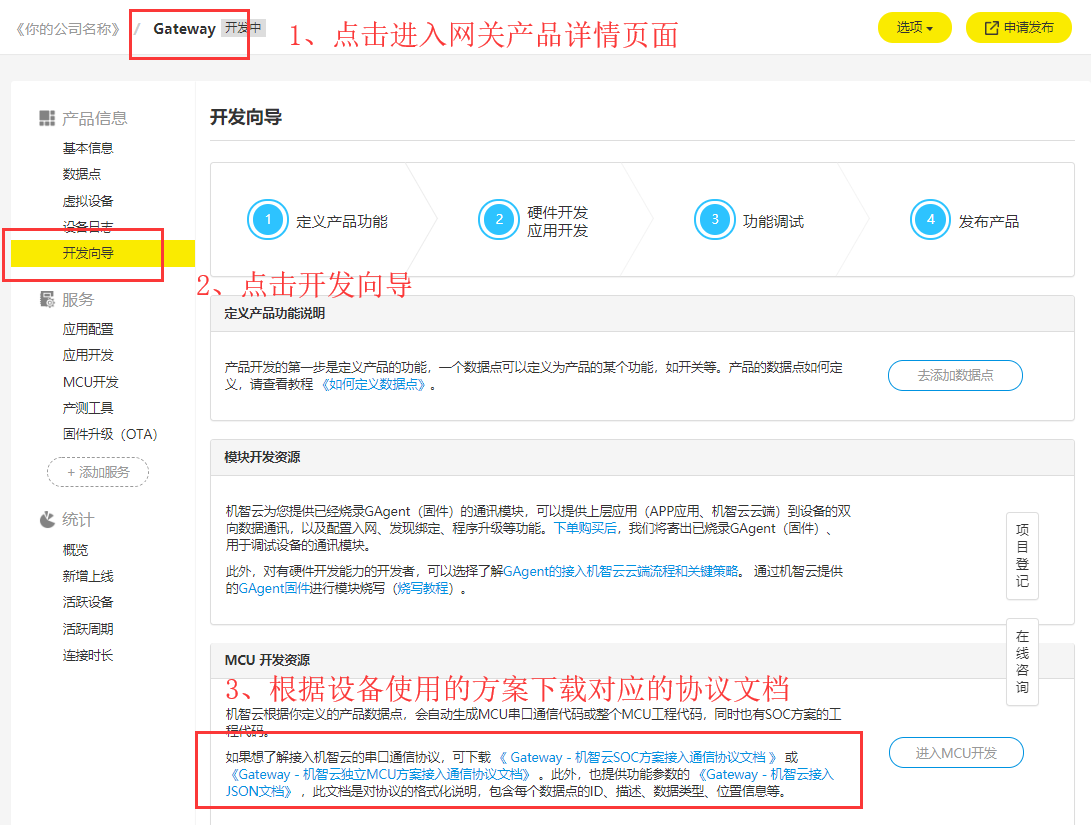 《你的公司名称》 / Gateway 开发中
1、点击进入网关产品详情页面
选项
申请发布
产品信息
基本信息
数据点
虚拟设备
设备日志
开发向导
服务
应用配置
应用开发
MCU开发
产测工具
固件升级（OTA）
+ 添加服务
统计
概览
新增上线
活跃设备
活跃周期
连接时长
开发向导
1 定义产品功能
2 硬件开发
应用开发
3 功能调试
4 发布产品
2、点击开发向导
定义产品功能说明
产品开发的第一步是定义产品的功能，一个数据点可以定义为产品的某个功能，如开关等。产品的数据点如何定
义，请查看教程 《如何定义数据点》。
去添加数据点
模块开发资源
机智云为您提供已经烧录GAgent（固件）的通讯模块，可以提供上层应用（APP应用、机智云云端）到设备的双
向数据通讯，以及配置入网、发现绑定、程序升级等功能。下单购买后，我们将寄出已烧录GAgent（固件）、
用于调试设备的通讯模块。
此外，对有硬件开发能力的开发者，可以选择了解GAgent的接入机智云云端流程和关键策略。 通过机智云提供
的GAgent固件进行模块烧写（烧写教程）。
项目登记
在线咨询
MCU 开发资源
3、根据设备使用的方案下载对应的协议文档
机智云根据你定义的产品数据点，会自动生成MCU串口通信代码或整个MCU工程代码，同时也有SOC方案的工
程代码。
如果想了解接入机智云的串口通信协议，可下载 《 Gateway - 机智云SOC方案接入通信协议文档 》 或
《Gateway - 机智云独立MCU方案接入通信协议文档》 。此外，也提供功能参数的 《Gateway - 机智云接入
JSON文档》 ，此文档是对协议的格式化说明，包含每个数据点的ID、描述、数据类型、位置信息等。
进入MCU开发